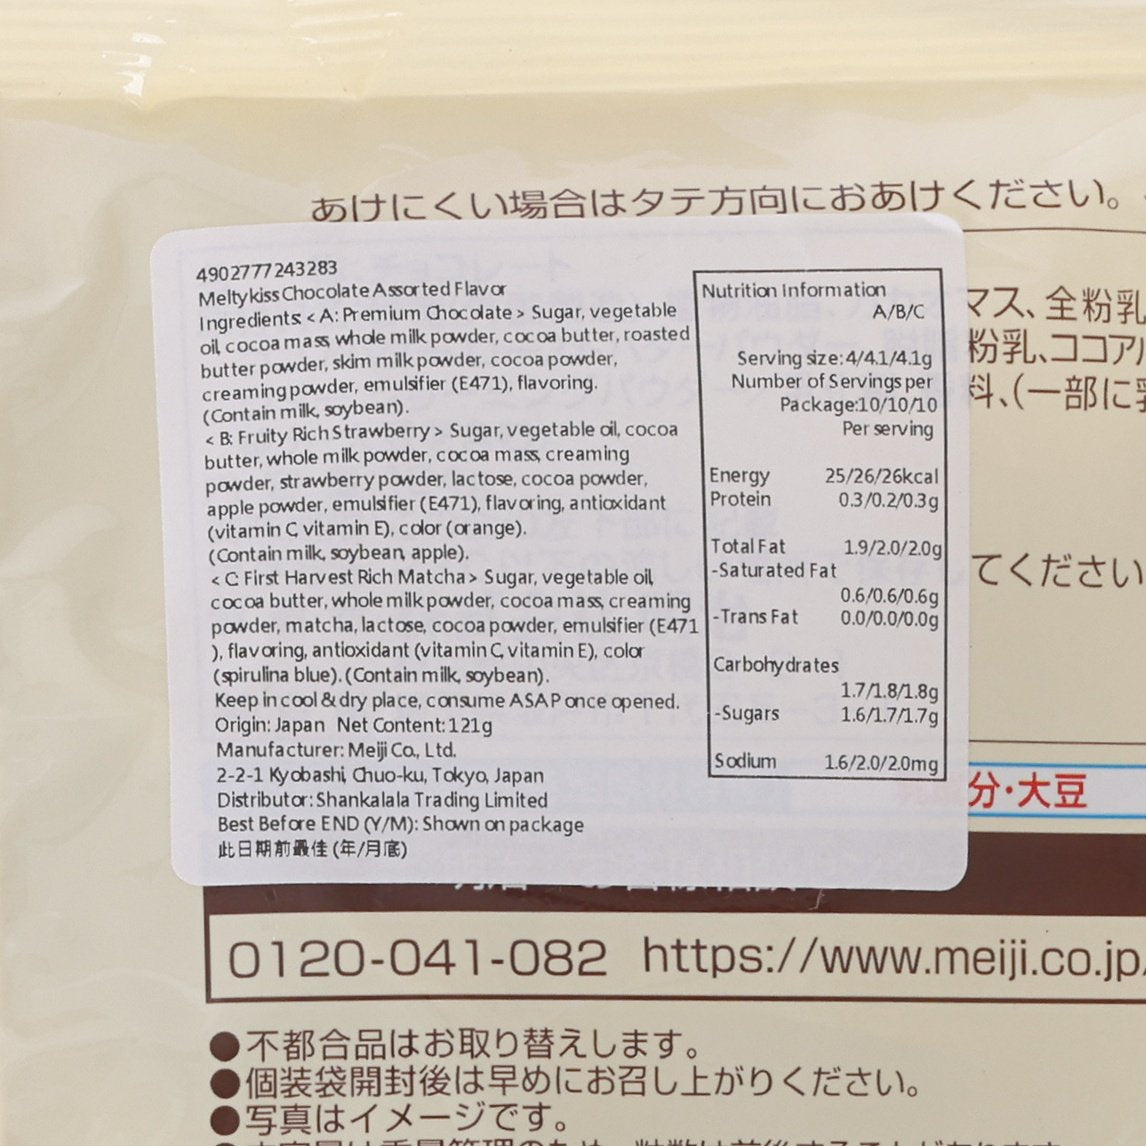 あけにくい場合はタテ方向におあけください。
4902777243283
Meltykiss Chocolate Assorted Flavor
Ingredients: < A: Premium Chocolate > Sugar, vegetable
oil, cocoa mass, whole milk powder, cocoa butter, roasted
butter powder, skim milk powder, cocoa powder,
creaming powder, emulsifier (E471), flavoring.
(Contain milk, soybean).
< B: Fruity Rich Strawberry > Sugar, vegetable oil, cocoa
butter, whole milk powder, cocoa mass, creaming
powder, strawberry powder, lactose, cocoa powder,
apple powder, emulsifier (E471), flavoring, antioxidant
(vitamin C, vitamin E), color (orange).
(Contain milk, soybean, apple).
< C: First Harvest Rich Matcha > Sugar, vegetable oil,
cocoa butter, whole milk powder, cocoa mass, creaming
powder, matcha, lactose, cocoa powder, emulsifier (E471
), flavoring, antioxidant (vitamin C, vitamin E), color
(spirulina blue). (Contain milk, soybean).
Keep in cool & dry place, consume ASAP once opened.
Origin: Japan Net Content: 121g
Manufacturer: Meiji Co., Ltd.
2-2-1 Kyobashi, Chuo-ku, Tokyo, Japan
Distributor: Shankalala Trading Limited
Best Before END (Y/M): Shown on package
此日期前最佳 (年/月底)
Nutrition Information
A/B/C
Serving size: 4/4.1/4.1g
Number of Servings per
Package:10/10/10
Per serving
Energy 25/26/26kcal
Protein 0.3/0.2/0.3g
Total Fat 1.9/2.0/2.0g
-Saturated Fat
0.6/0.6/0.6g
-Trans Fat 0.0/0.0/0.0g
Carbohydrates
1.7/1.8/1.8g
-Sugars 1.6/1.7/1.7g
Sodium 1.6/2.0/2.0mg
マス、全粉乳
粉乳、ココア
料、(一部に
てください
分・大豆
0120-041-082 https://www.meiji.co.jp/
●不都合品はお取り替えします。
●個装袋開封後は早めにお召し上がりください。
●写真はイメージです。